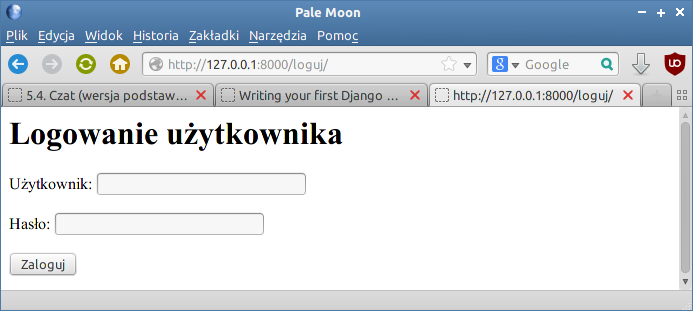 Pale Moon
Plik Edycja Widok Historia Zakładki Narzędzia Pomoc
http://127.0.0.1:8000/loguj/ Google
5.4. Czat (wersja podstaw... Writing your first Django ... http://127.0.0.1:8000/loguj/
Logowanie użytkownika
Użytkownik:
Hasło:
Zaloguj